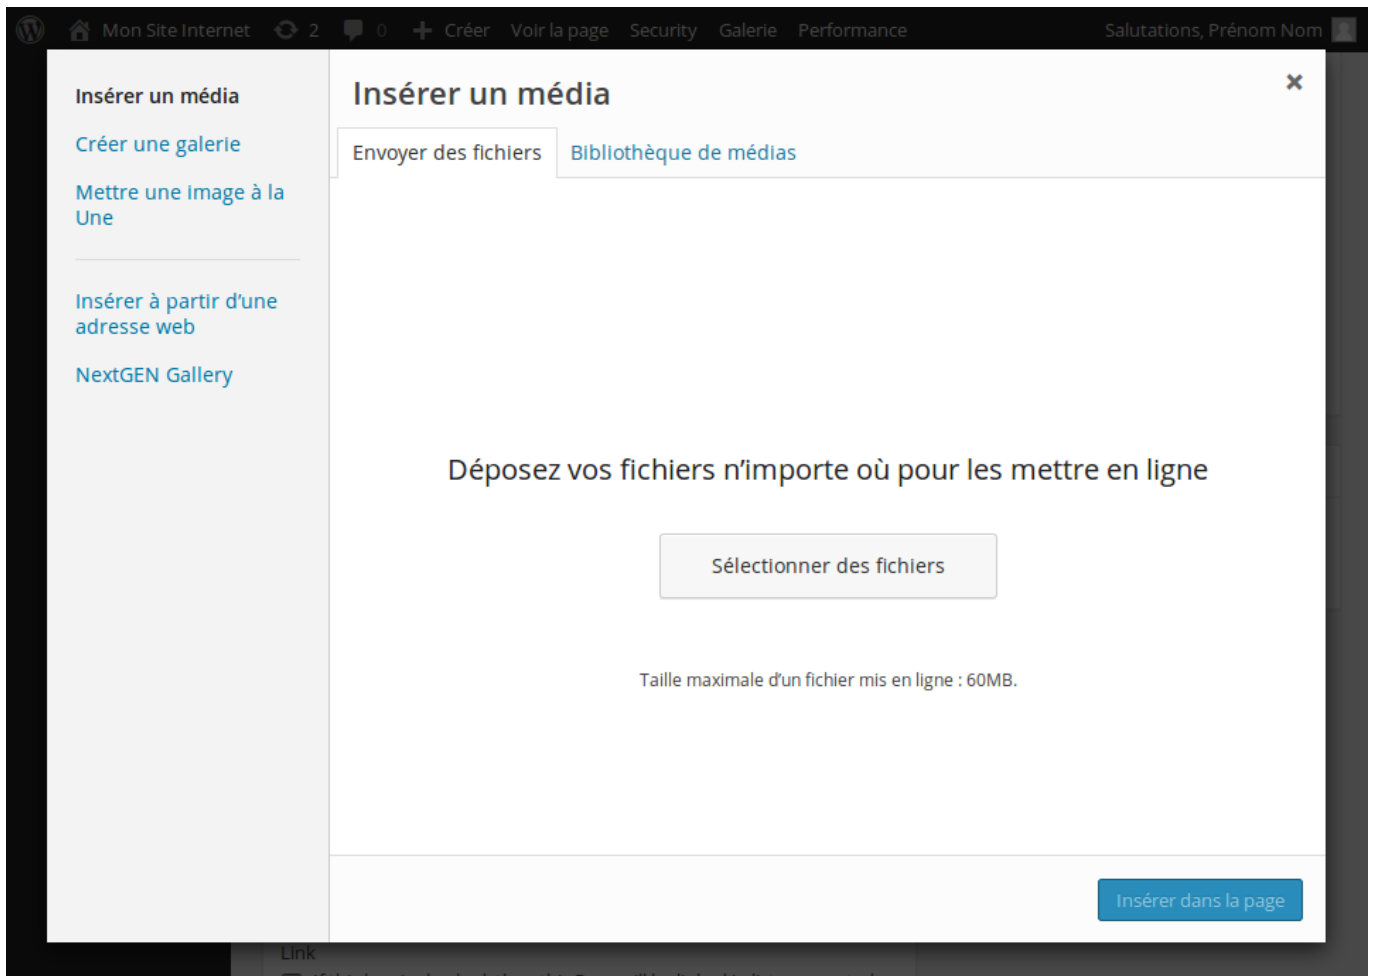 Mon Site Internet 2 0 Créer Voir la page Security Galerie Performance Salutations, Prénom Nom
Insérer un média
Créer une galerie
Mettre une image à la
Une
Insérer à partir d’une
adresse web
NextGEN Gallery
Insérer un média
Envoyer des fichiers Bibliothèque de médias
Déposez vos fichiers n’importe où pour les mettre en ligne
Sélectionner des fichiers
Taille maximale d’un fichier mis en ligne : 60MB.
Insérer dans la page
Link